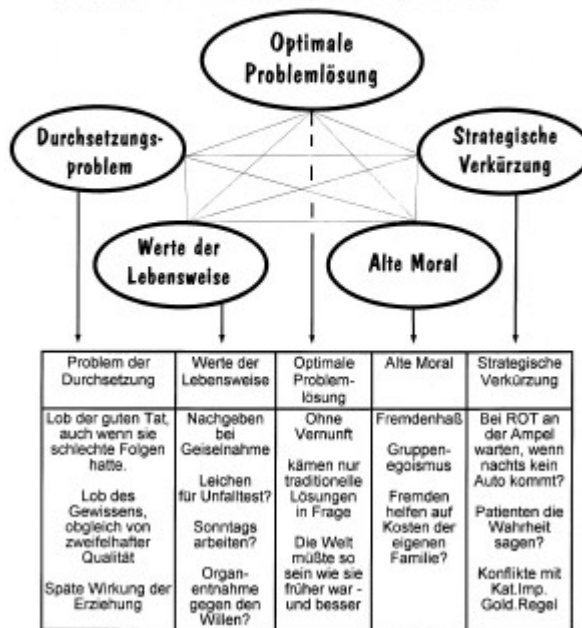 Optimale
Problemlösung
Durchsetzungs-
problem
Strategische
Verkürzung
Werte der
Lebensweise
Alte Moral
Problem der
Durchsetzung
Werte der
Lebensweise
Optimale
Problem-
lösung
Alte Moral
Strategische
Verkürzung
Lob der guten Tat,
auch wenn sie
schlechte Folgen
hatte.
Lob des
Gewissens,
obgleich von
zweifelhafter
Qualität
Späte Wirkung der
Erziehung
Nachgeben
bei
Geiselnahme
Leichen
für Unfalltest?
Sonntags
arbeiten?
Organ-
entnahme
gegen den
Willen?
Ohne
Vernunft
kämen nur
traditionelle
Lösungen
in Frage
Die Welt
müßte so
sein wie sie
früher war -
und besser
Fremdenhaß
Gruppen-
egoismus
Fremden
helfen auf
Kosten der
eigenen
Familie?
Bei ROT an
der Ampel
warten, wenn
nachts kein
Auto kommt?
Patienten die
Wahrheit
sagen?
Konflikte mit
Kat.Imp.
Gold.Regel